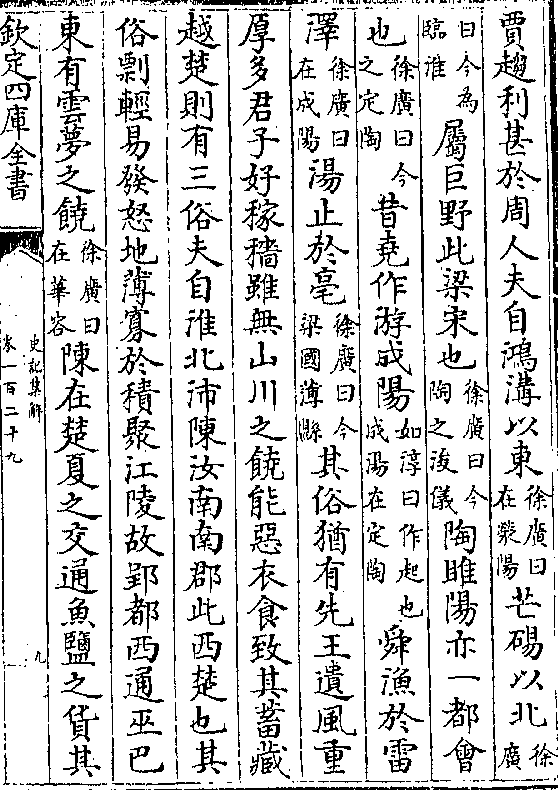 賈趨利甚於周人夫自鴻溝以東徐廣曰在滎陽芒碭以北徐廣
曰今為臨淮屬巨野此梁宋也徐廣曰今陶之浚儀陶睢陽亦一都會
也徐廣曰今之定陶昔堯作游成陽如淳曰作起也成湯在定陶舜漁於雷
澤徐廣曰在成陽湯止於亳徐廣曰今梁國薄縣其俗猶有先王遺風重
厚多君子好稼穡雖無山川之饒能惡衣食致其蓄藏
越楚則有三俗夫自淮北沛陳汝南南郡此西楚也其
俗剽輕易發怒地薄寡於積聚江陵故郢都西通巫巴
東有雲夢之饒徐廣曰在華容陳在楚夏之交通魚鹽之貨其
欽定四庫全書
史記集解
卷一百二十九
九